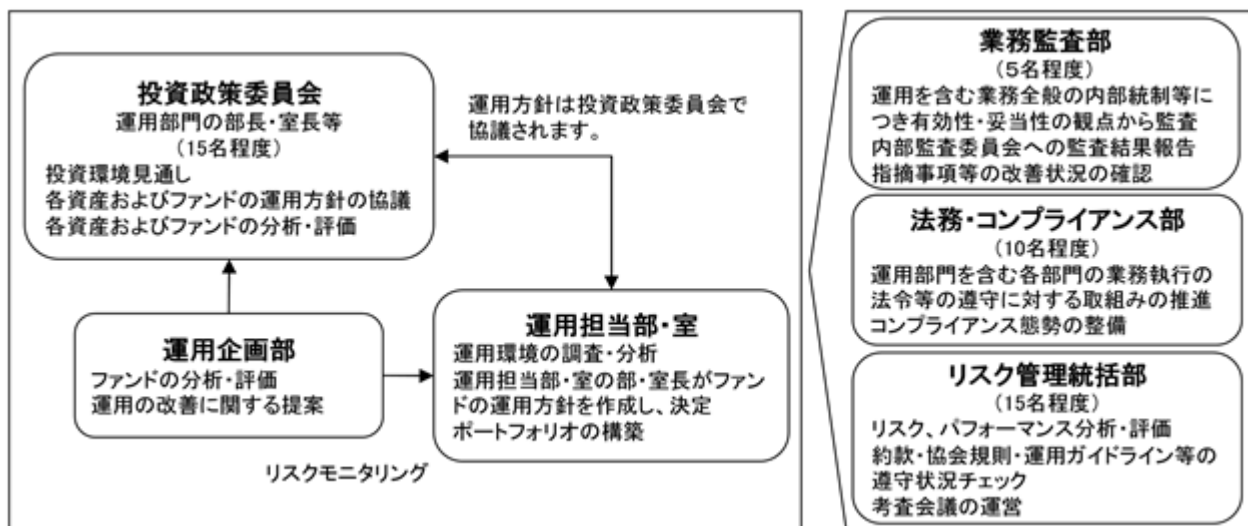 投資政策委員会
運用部門の部長・室長等
(15名程度)
投資環境見通し
各資産およびファンドの運用方針の協議
各資産およびファンドの分析・評価
運用方針は投資政策委員会で
協議されます。
運用企画部
ファンドの分析・評価
運用の改善に関する提案
運用担当部・室
運用環境の調査・分析
運用担当部・室の部・室長がファン
ドの運用方針を作成し、決定
ポートフォリオの構築
リスクモニタリング
業務監査部
(5名程度)
運用を含む業務全般の内部統制等に
つき有効性・妥当性の観点から監査
内部監査委員会への監査結果報告
指摘事項等の改善状況の確認
法務・コンプライアンス部
(10名程度)
運用部門を含む各部門の業務執行の
法令等の遵守に対する取組みの推進
コンプライアンス態勢の整備
リスク管理統括部
(15名程度)
リスク、パフォーマンス分析・評価
約款・協会規則・運用ガイドライン等の
遵守状況チェック
考査会議の運営